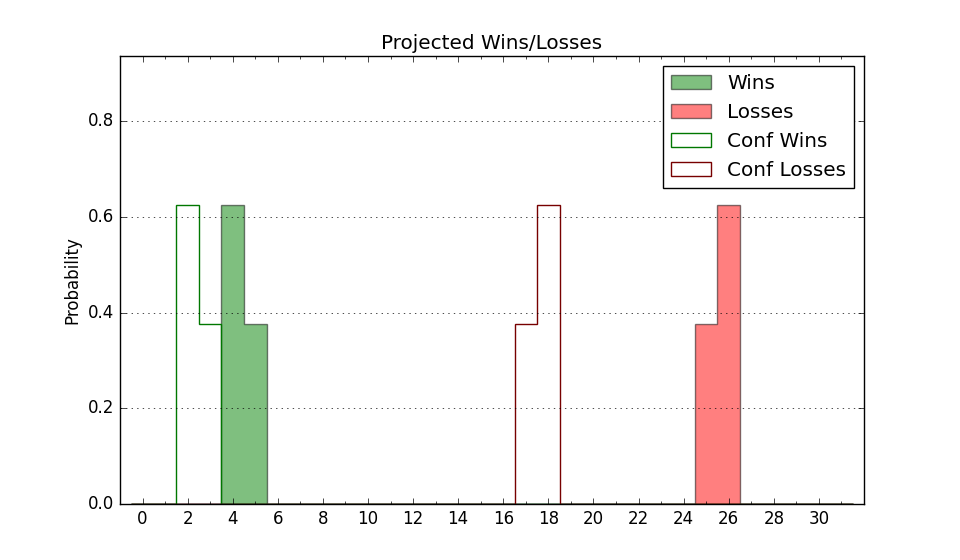 Projected Wins/Losses
Wins
Losses
Conf Wins
Conf Losses
Probability
0.8
0.6
0.4
0.2
0.0
0 2 4 6 8 10 12 14 16 18 20 22 24 26 28 30